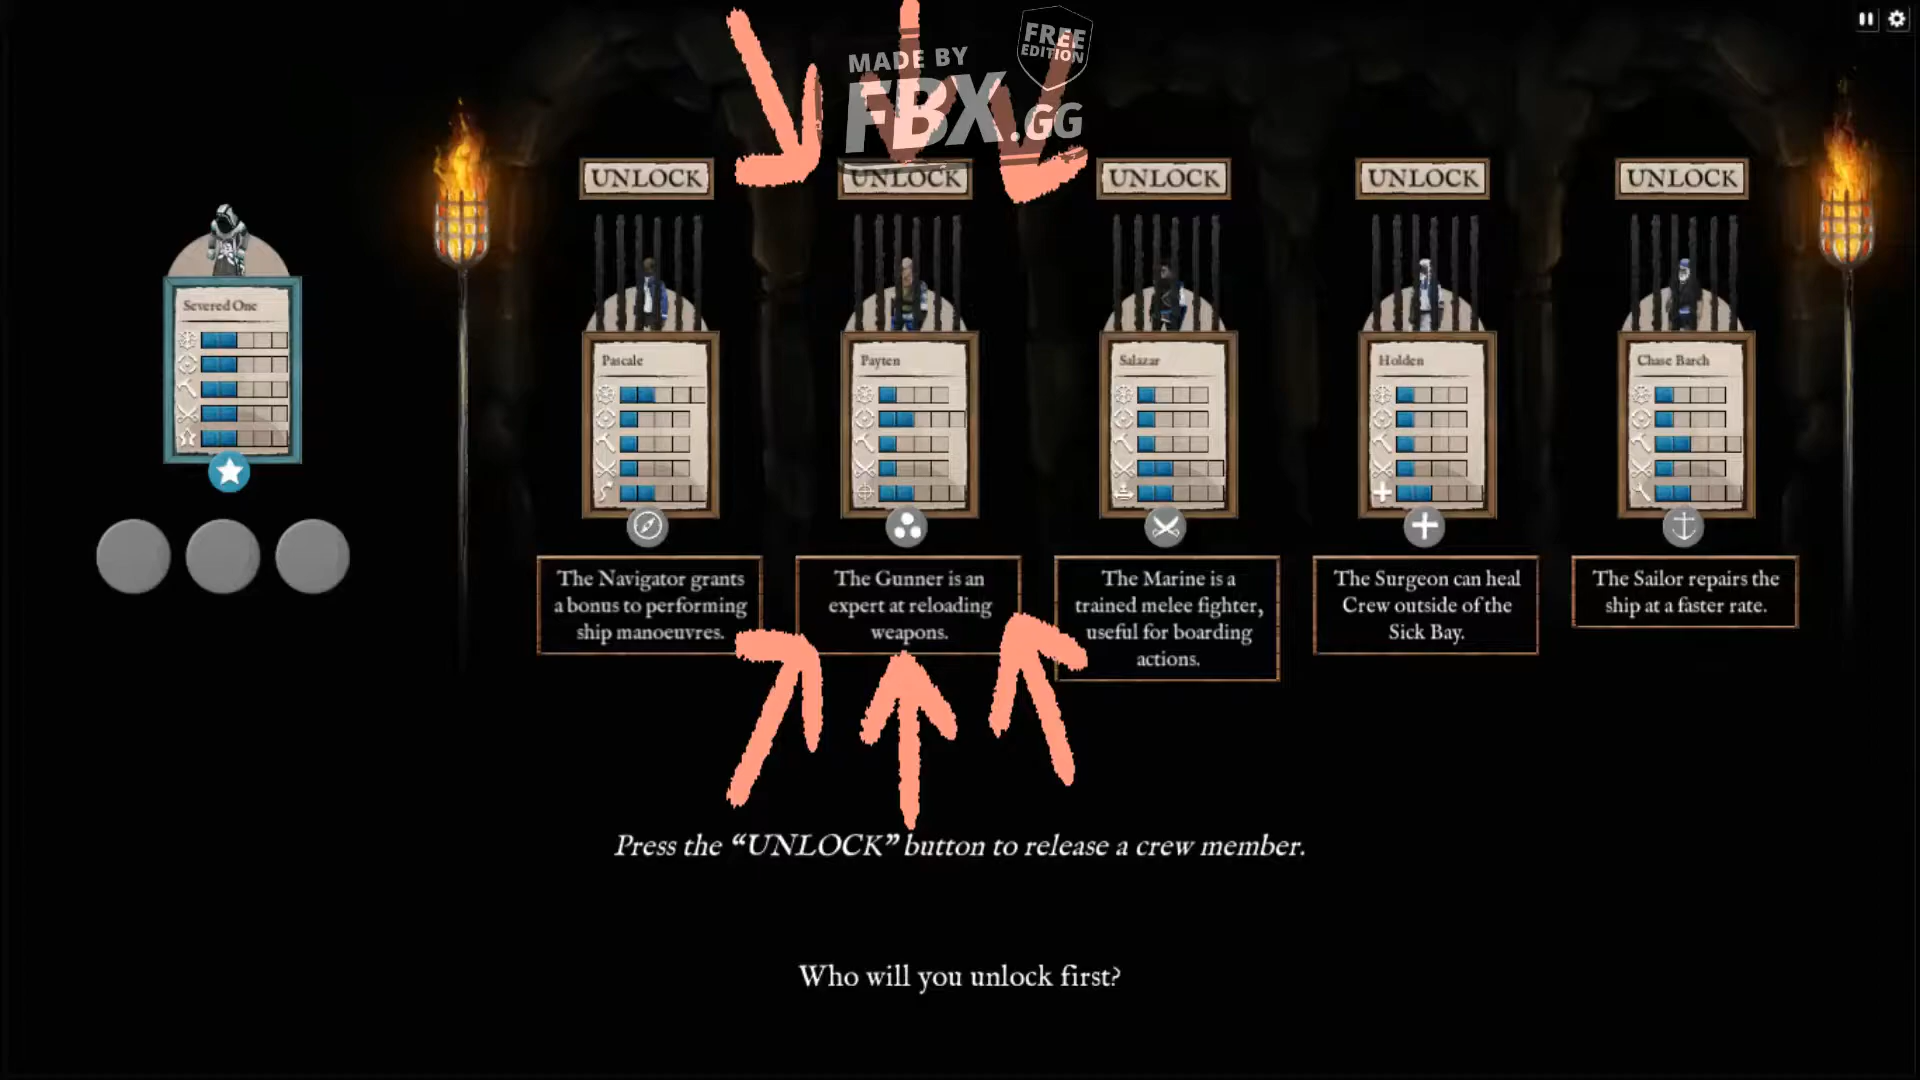 MADE BY
FBX.GG
FREE
EDITION
UNLOCK
UNLOCK
UNLOCK
UNLOCK
UNLOCK
Severed One
Pascale
Payten
Salazar
Holden
Chase Barch
The Navigator grants
a bonus to performing
ship manoeuvres.
The Gunner is an
expert at reloading
weapons.
The Marine is a
trained melee fighter,
useful for boarding
actions.
The Surgeon can heal
Crew outside of the
Sick Bay.
The Sailor repairs the
ship at a faster rate.
Press the “UNLOCK” button to release a crew member.
Who will you unlock first?